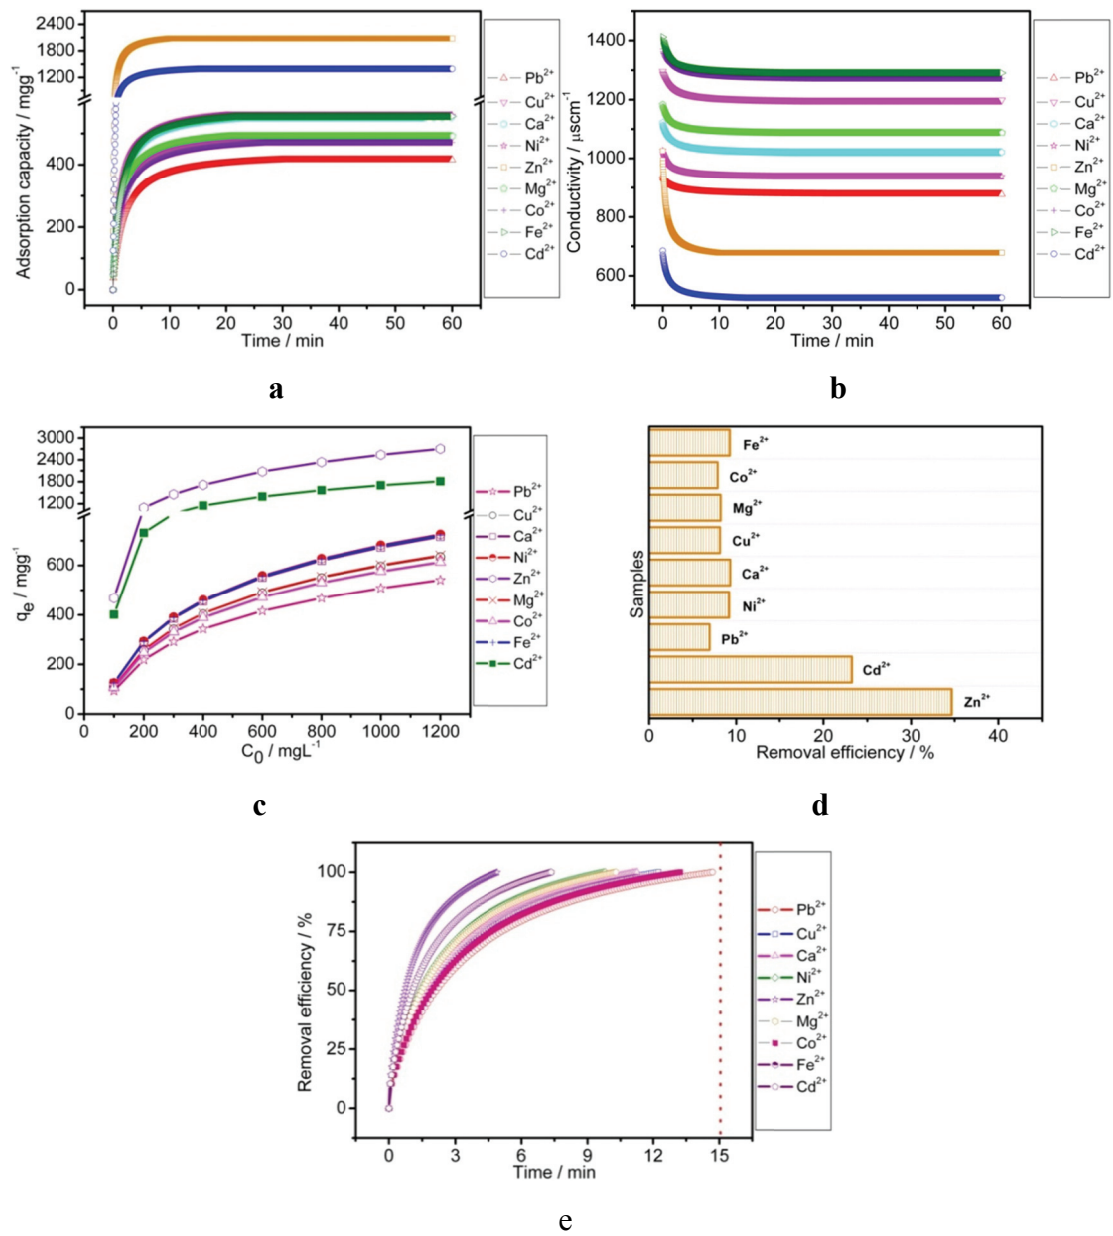 2400
2100
1800
1500
1200
400
200
0
Adsorption capacity / mgg⁻¹
0 10 20 30 40 50 60
Time / min
Pb²⁺
Cu²⁺
Ca²⁺
Ni²⁺
Zn²⁺
Mg²⁺
Co²⁺
Fe²⁺
Cd²⁺
a
1400
1200
1000
800
600
Conductivity / μscm⁻¹
0 10 20 30 40 50 60
Time / min
Pb²⁺
Cu²⁺
Ca²⁺
Ni²⁺
Zn²⁺
Mg²⁺
Co²⁺
Fe²⁺
Cd²⁺
b
3000
2400
1800
1200
600
400
200
0
qₑ / mgg⁻¹
0 200 400 600 800 1000 1200
C₀ / mgL⁻¹
Pb²⁺
Cu²⁺
Ca²⁺
Ni²⁺
Zn²⁺
Mg²⁺
Co²⁺
Fe²⁺
Cd²⁺
c
Samples
Fe²⁺
Co²⁺
Mg²⁺
Cu²⁺
Ca²⁺
Ni²⁺
Pb²⁺
Cd²⁺
Zn²⁺
0 10 20 30 40
Removal efficiency / %
d
100
75
50
25
0
Removal efficiency / %
0 3 6 9 12 15
Time / min
Pb²⁺
Cu²⁺
Ca²⁺
Ni²⁺
Zn²⁺
Mg²⁺
Co²⁺
Fe²⁺
Cd²⁺
e